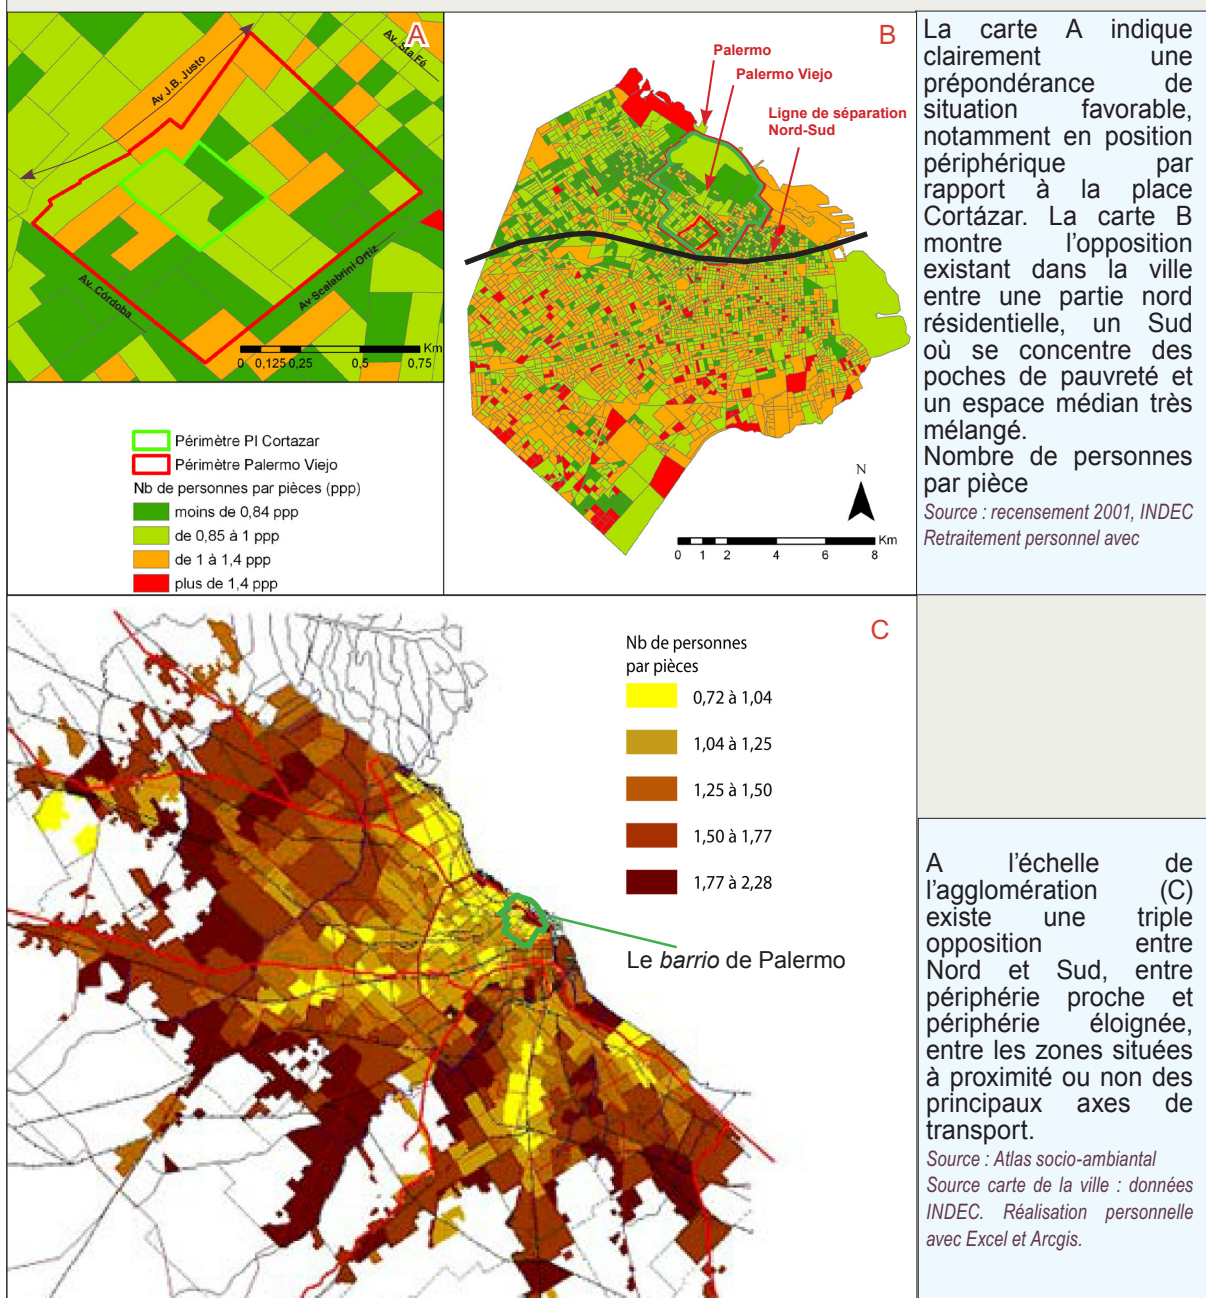 A
Av. Sta Fé
Av J.B. Justo
Av. Córdoba
Av Scalabrini Ortiz
Km
0 0,125 0,25 0,5 0,75
Périmètre Pl Cortazar
Périmètre Palermo Viejo
Nb de personnes par pièces (ppp)
moins de 0,84 ppp
de 0,85 à 1 ppp
de 1 à 1,4 ppp
plus de 1,4 ppp
B
Palermo
Palermo Viejo
Ligne de séparation
Nord-Sud
N
Km
0 1 2 4 6 8
La carte A indique
clairement une
prépondérance de
situation favorable,
notamment en position
périphérique par
rapport à la place
Cortázar. La carte B
montre l'opposition
existant dans la ville
entre une partie nord
résidentielle, un Sud
où se concentre des
poches de pauvreté et
un espace médian très
mélangé.
Nombre de personnes
par pièce
Source : recensement 2001, INDEC
Retraitement personnel avec
C
Nb de personnes
par pièces
0,72 à 1,04
1,04 à 1,25
1,25 à 1,50
1,50 à 1,77
1,77 à 2,28
Le barrio de Palermo
A l'échelle de
l'agglomération (C)
existe une triple
opposition entre
Nord et Sud, entre
périphérie proche et
périphérie éloignée,
entre les zones situées
à proximité ou non des
principaux axes de
transport.
Source : Atlas socio-ambiantal
Source carte de la ville : données
INDEC. Réalisation personnelle
avec Excel et Arcgis.